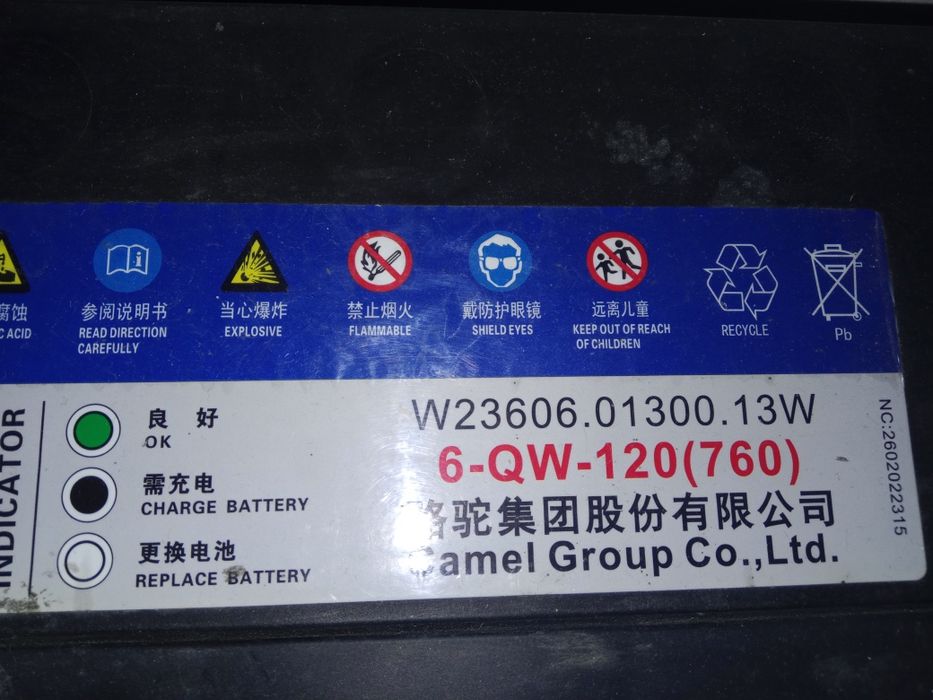 腐蚀
C ACID
参阅说明书
READ DIRECTION
CAREFULLY
当心爆炸
EXPLOSIVE
禁止烟火
FLAMMABLE
戴防护眼镜
SHIELD EYES
远离儿童
KEEP OUT OF REACH
OF CHILDREN
RECYCLE
Pb
INDICATOR
良 好
OK
需充电
CHARGE BATTERY
更换电池
REPLACE BATTERY
W23606.01300.13W
6-QW-120(760)
骆驼集团股份有限公司
Camel Group Co.,Ltd.
NC:2602022315